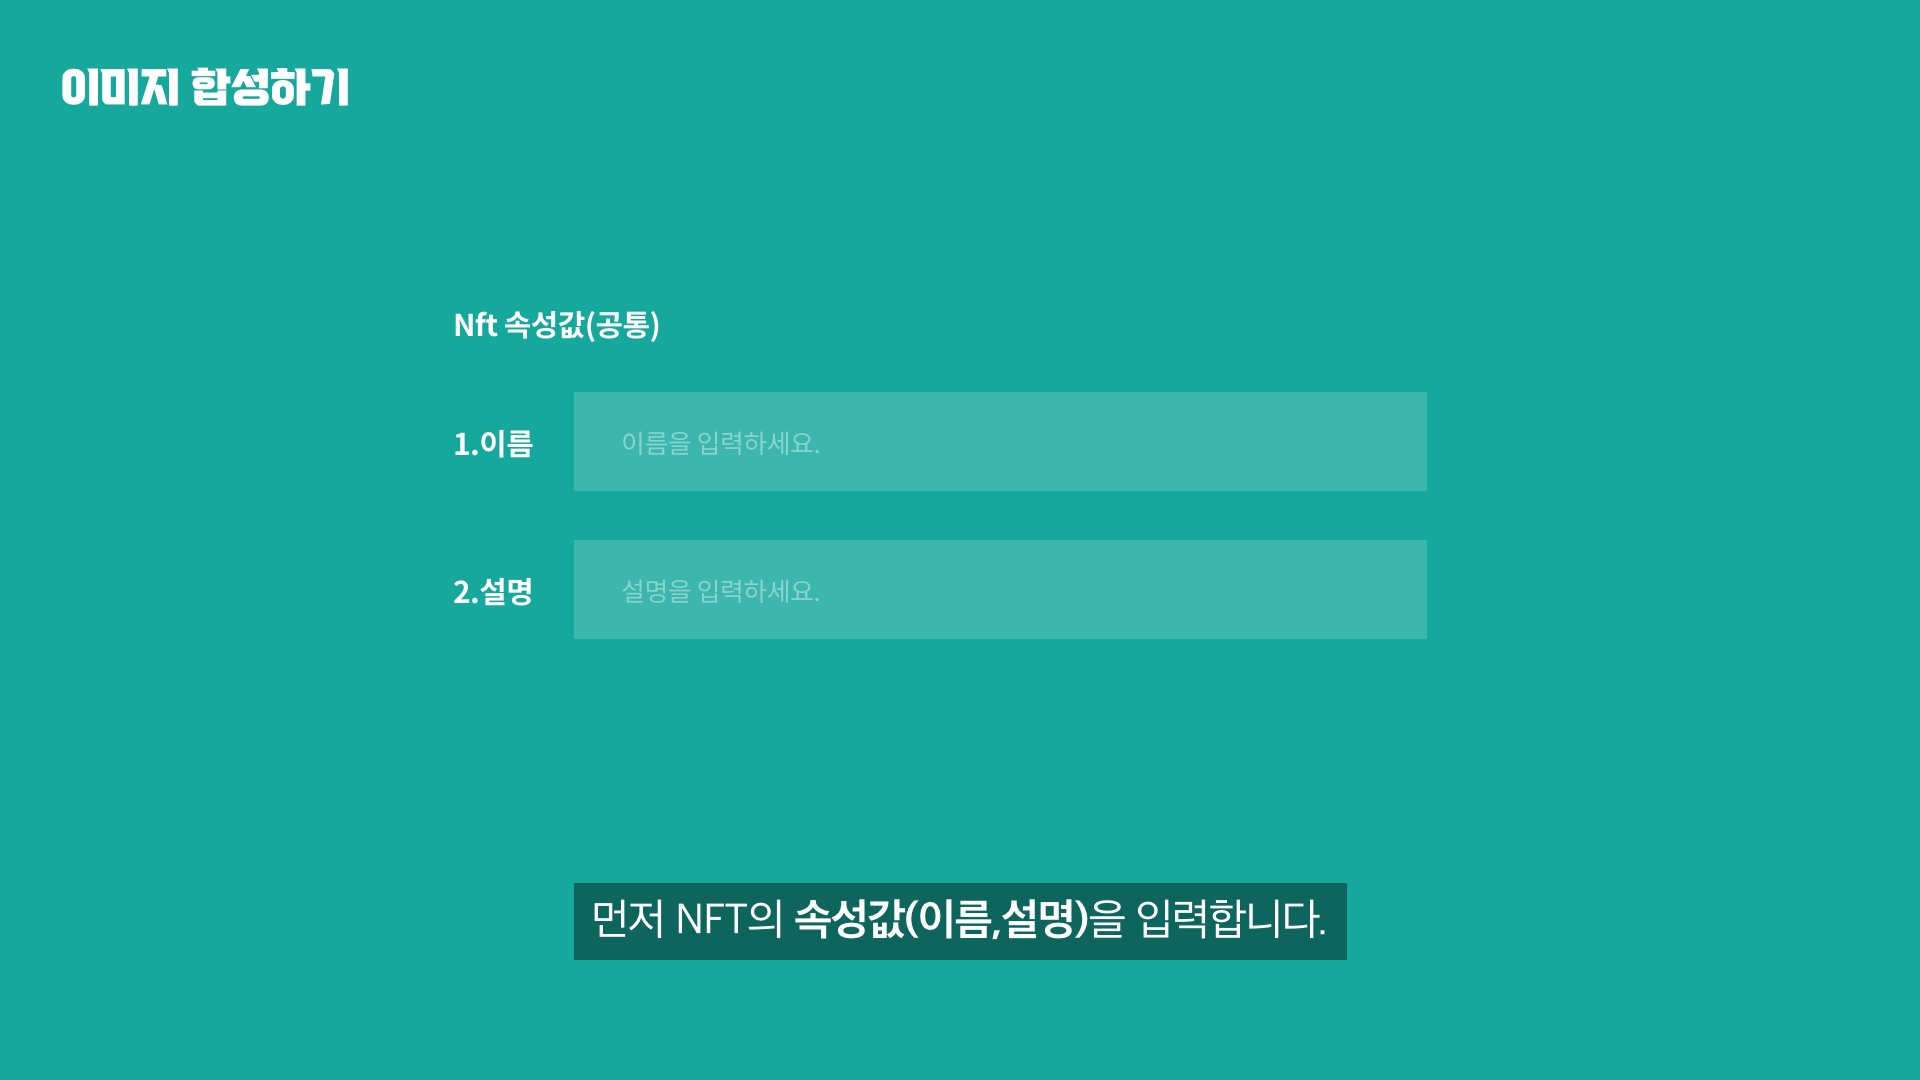 이미지 합성하기
Nft 속성값(공통)
1.이름
이름을 입력하세요.
2.설명
설명을 입력하세요.
먼저 NFT의 속성값(이름,설명)을 입력합니다.